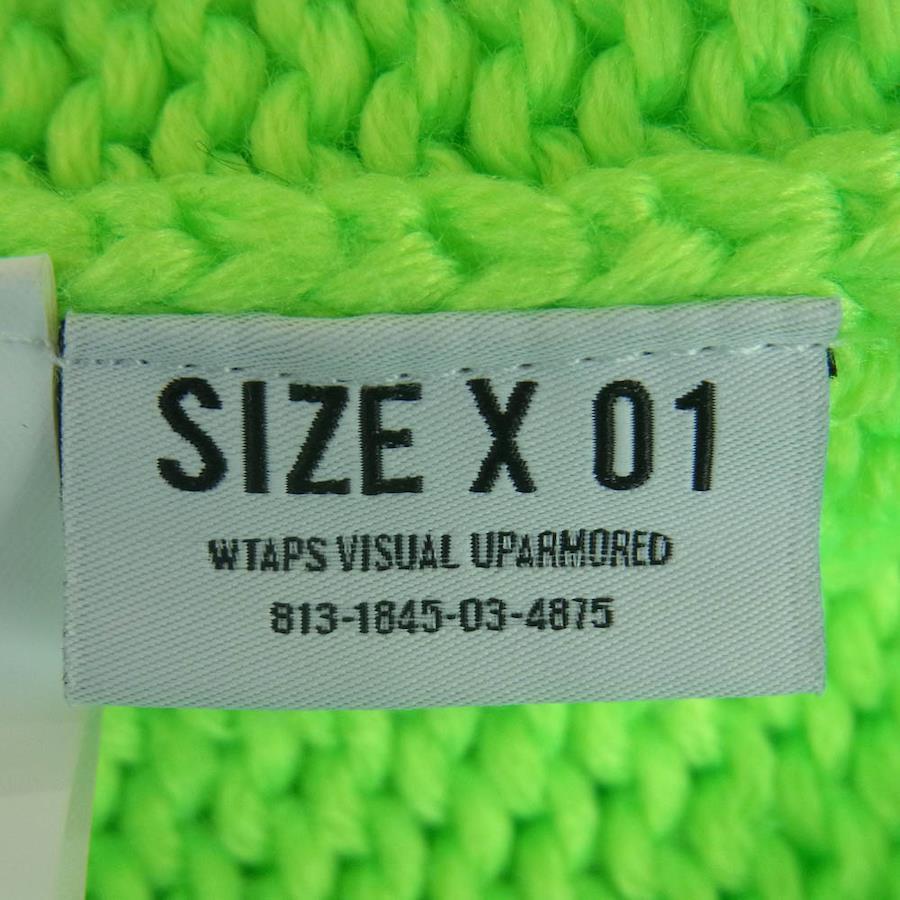 SIZE X 01
WTAPS VISUAL UPARMORED
813-1845-03-4875